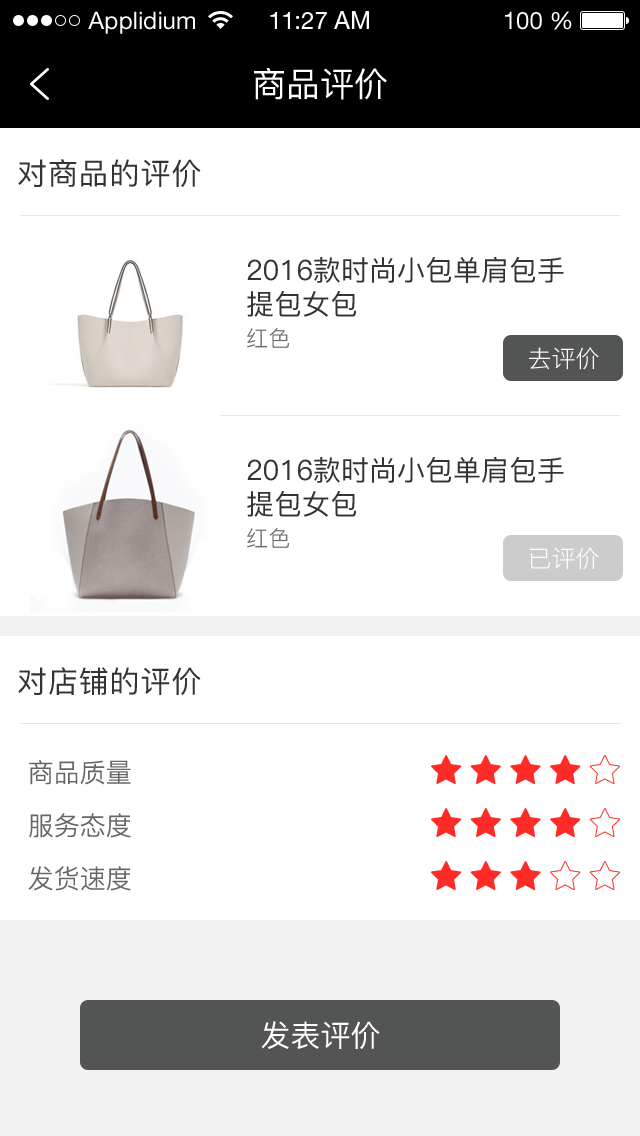 Applidium 11:27 AM 100 %
商品评价
对商品的评价
2016款时尚小包单肩包手
提包女包
红色
去评价
2016款时尚小包单肩包手
提包女包
红色
已评价
对店铺的评价
商品质量
服务态度
发货速度
发表评价